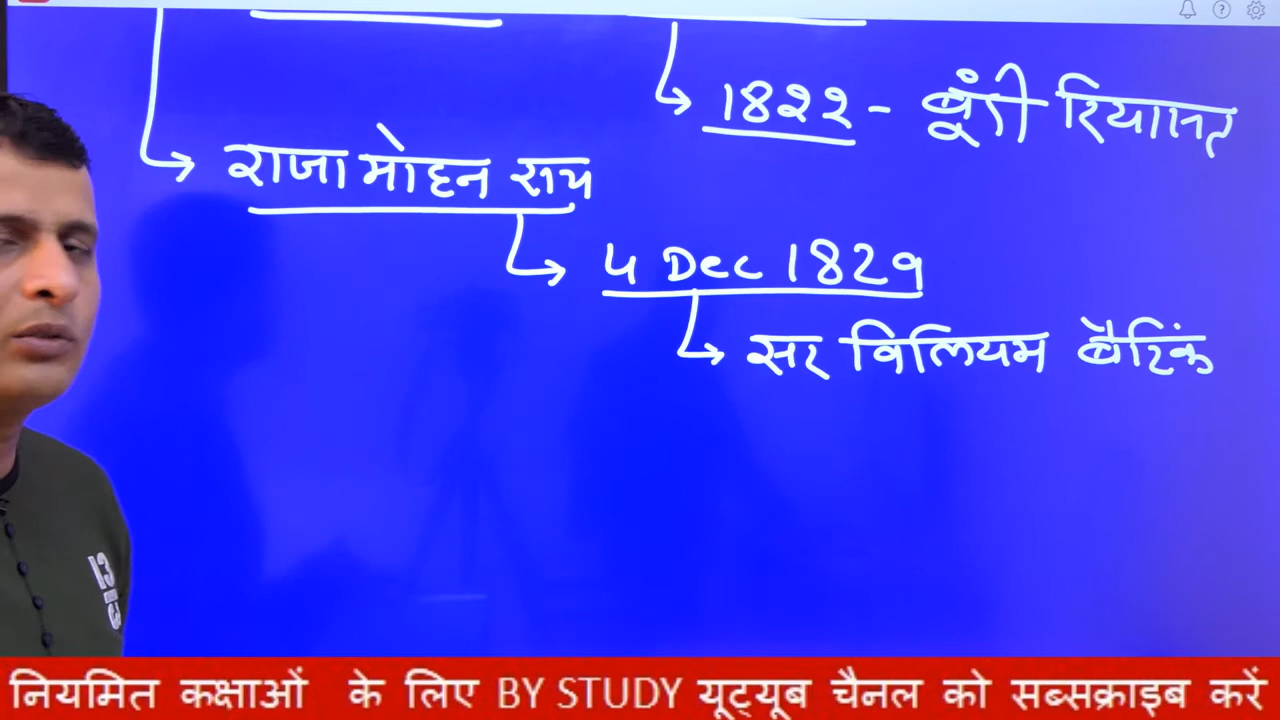 1822 - बूंदी रियासत
राजा मोहन राय
4 Dec 1829
सर विलियम बैंटिक
नियमित कक्षाओं के लिए BY STUDY यूट्यूब चैनल को सब्सक्राइब करें